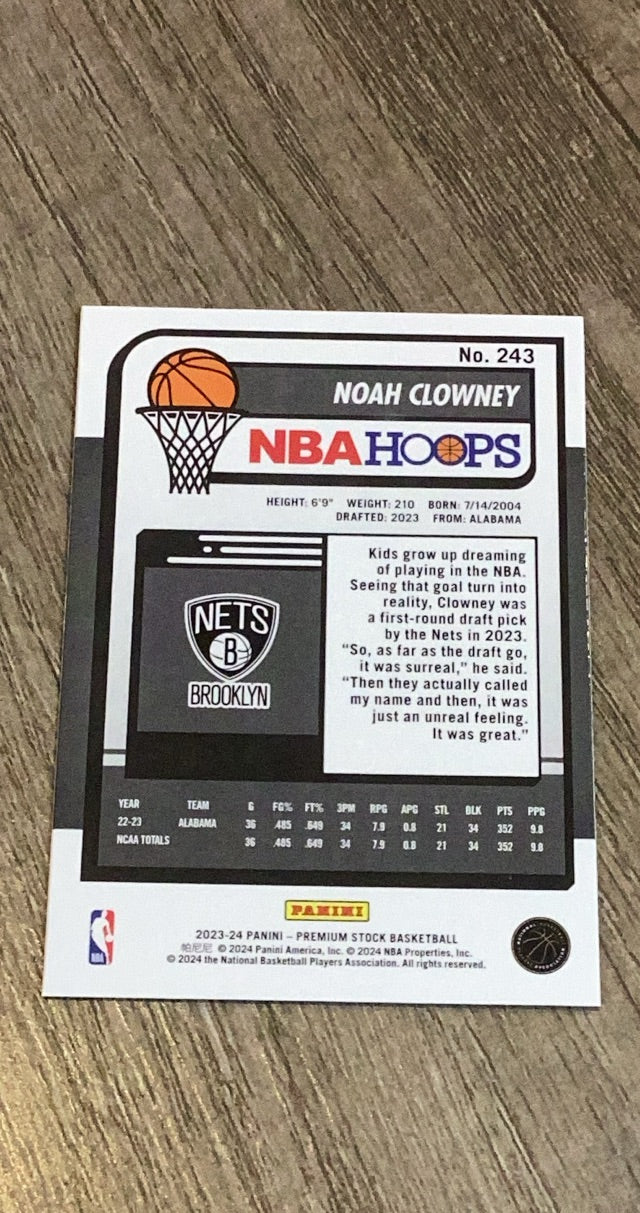 No. 243
NOAH CLOWNEY
NBA HOOPS
HEIGHT: 6'9" WEIGHT: 210 BORN: 7/14/2004
DRAFTED: 2023 FROM: ALABAMA
Kids grow up dreaming
of playing in the NBA.
Seeing that goal turn into
reality, Clowney was
a first-round draft pick
by the Nets in 2023.
"So, as far as the draft go,
it was surreal," he said.
"Then they actually called
my name and then, it was
just an unreal feeling.
It was great."
NETS
B
BROOKLYN
YEAR TEAM G FG% FT% 3PM RPG APG STL BLK PTS PPG
22-23 ALABAMA 36 .485 .649 34 7.9 0.8 21 34 352 9.8
NCAA TOTALS 36 .485 .649 34 7.9 0.8 21 34 352 9.8
PANINI
2023-24 PANINI – PREMIUM STOCK BASKETBALL
帕尼尼 © 2024 Panini America, Inc. © 2024 NBA Properties, Inc.
© 2024 the National Basketball Players Association. All rights reserved.
NBA